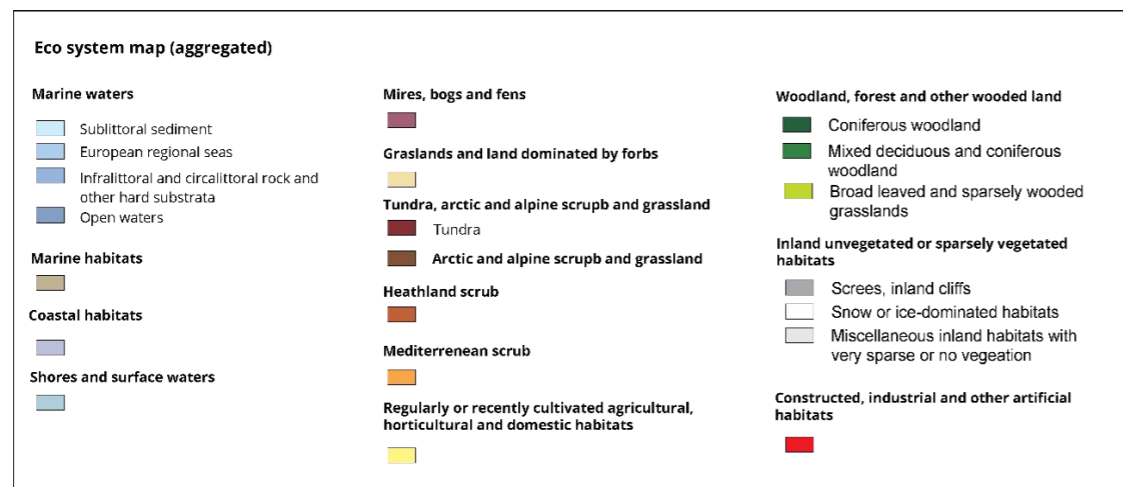 Eco system map (aggregated)
Marine waters
Sublittoral sediment
European regional seas
Infralittoral and circalittoral rock and
other hard substrata
Open waters
Marine habitats
Coastal habitats
Shores and surface waters
Mires, bogs and fens
Graslands and land dominated by forbs
Tundra, arctic and alpine scrupb and grassland
Tundra
Arctic and alpine scrupb and grassland
Heathland scrub
Mediterrenean scrub
Regularly or recently cultivated agricultural,
horticultural and domestic habitats
Woodland, forest and other wooded land
Coniferous woodland
Mixed deciduous and coniferous
woodland
Broad leaved and sparsely wooded
grasslands
Inland unvegetated or sparsely vegetated
habitats
Screes, inland cliffs
Snow or ice-dominated habitats
Miscellaneous inland habitats with
very sparse or no vegeation
Constructed, industrial and other artificial
habitats